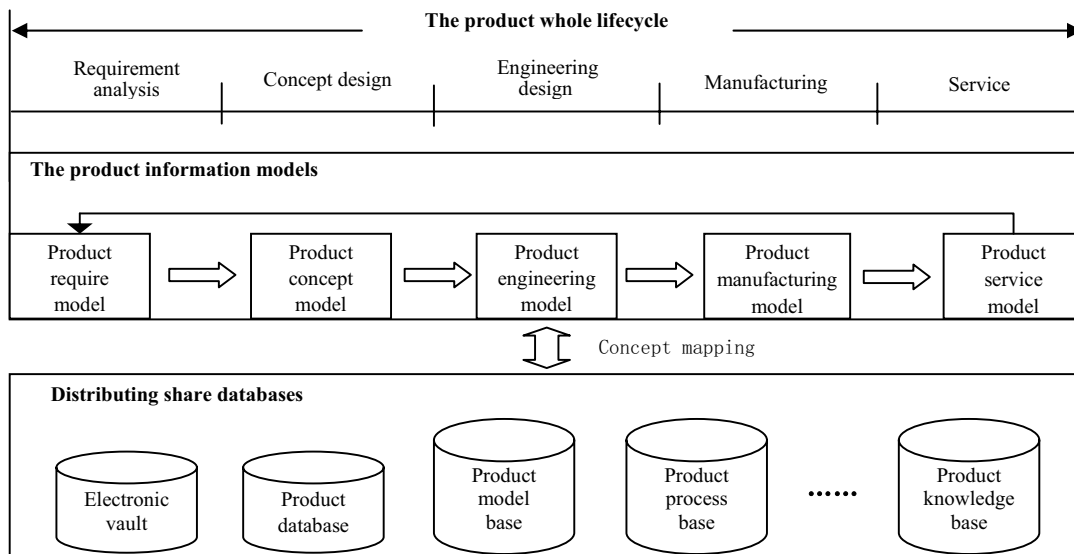 The product whole lifecycle
Requirement
analysis
Concept design
Engineering
design
Manufacturing
Service
The product information models
Product
require
model
Product
concept
model
Product
engineering
model
Product
manufacturing
model
Product
service
model
Concept mapping
Distributing share databases
Electronic
vault
Product
database
Product
model
base
Product
process
base
......
Product
knowledge
base